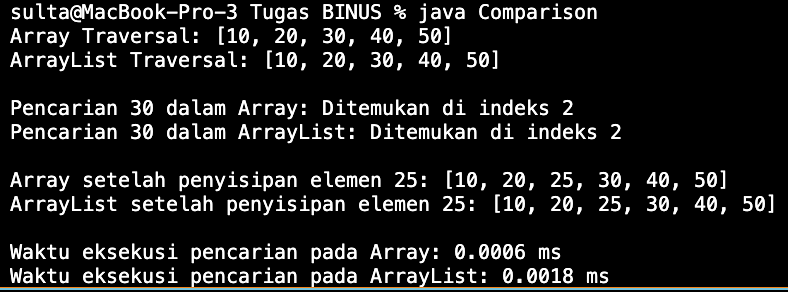 sulta@MacBook-Pro-3 Tugas BINUS % java Comparison
Array Traversal: [10, 20, 30, 40, 50]
ArrayList Traversal: [10, 20, 30, 40, 50]
Pencarian 30 dalam Array: Ditemukan di indeks 2
Pencarian 30 dalam ArrayList: Ditemukan di indeks 2
Array setelah penyisipan elemen 25: [10, 20, 25, 30, 40, 50]
ArrayList setelah penyisipan elemen 25: [10, 20, 25, 30, 40, 50]
Waktu eksekusi pencarian pada Array: 0.0006 ms
Waktu eksekusi pencarian pada ArrayList: 0.0018 ms